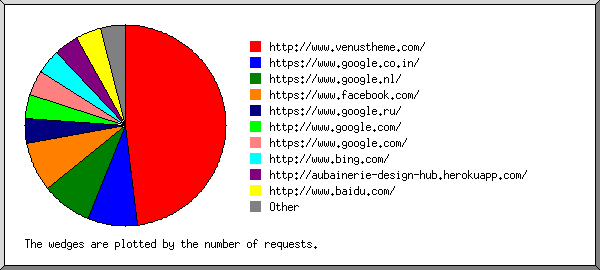 http://www.venustheme.com/
https://www.google.co.in/
https://www.google.nl/
https://www.facebook.com/
https://www.google.ru/
http://www.google.com/
https://www.google.com/
http://www.bing.com/
http://aubainerie-design-hub.herokuapp.com/
http://www.baidu.com/
Other
The wedges are plotted by the number of requests.